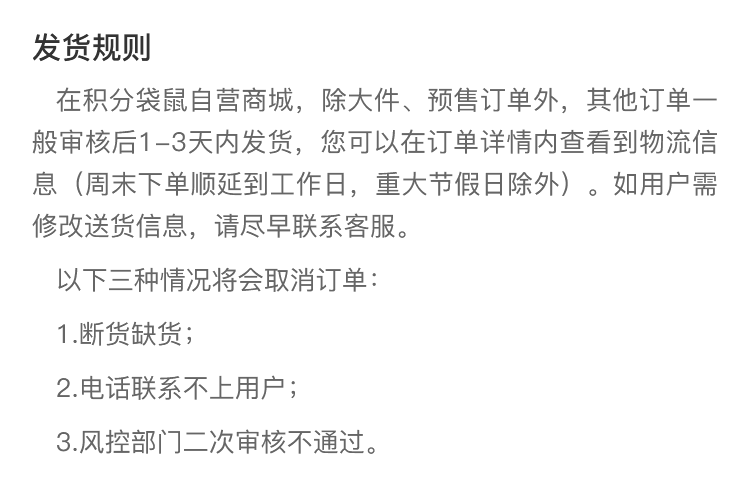 发货规则
在积分袋鼠自营商城，除大件、预售订单外，其他订单一
般审核后1-3天内发货，您可以在订单详情内查看到物流信
息（周末下单顺延到工作日，重大节假日除外）。如用户需
修改送货信息，请尽早联系客服。
以下三种情况将会取消订单：
1.断货缺货；
2.电话联系不上用户；
3.风控部门二次审核不通过。